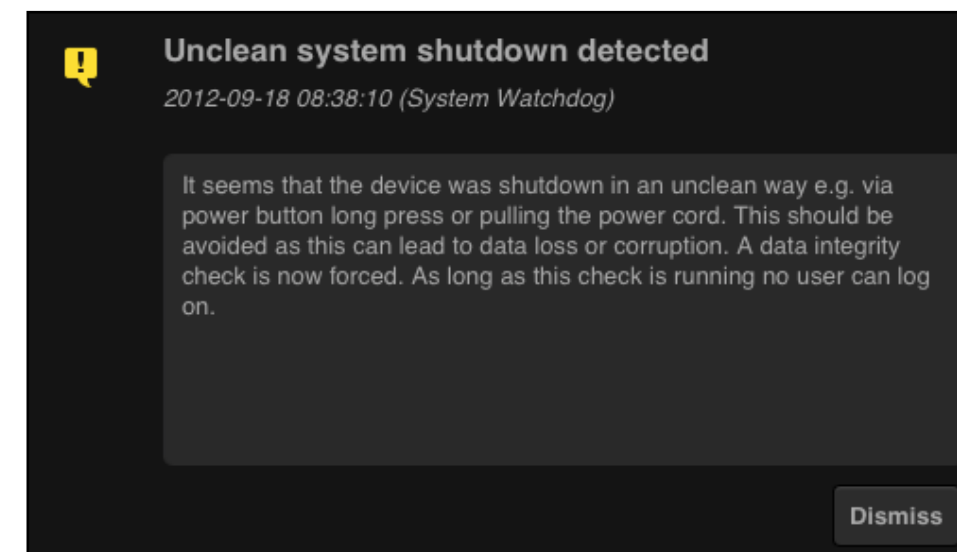 Unclean system shutdown detected
2012-09-18 08:38:10 (System Watchdog)
It seems that the device was shutdown in an unclean way e.g. via
power button long press or pulling the power cord. This should be
avoided as this can lead to data loss or corruption. A data integrity
check is now forced. As long as this check is running no user can log
on.
Dismiss